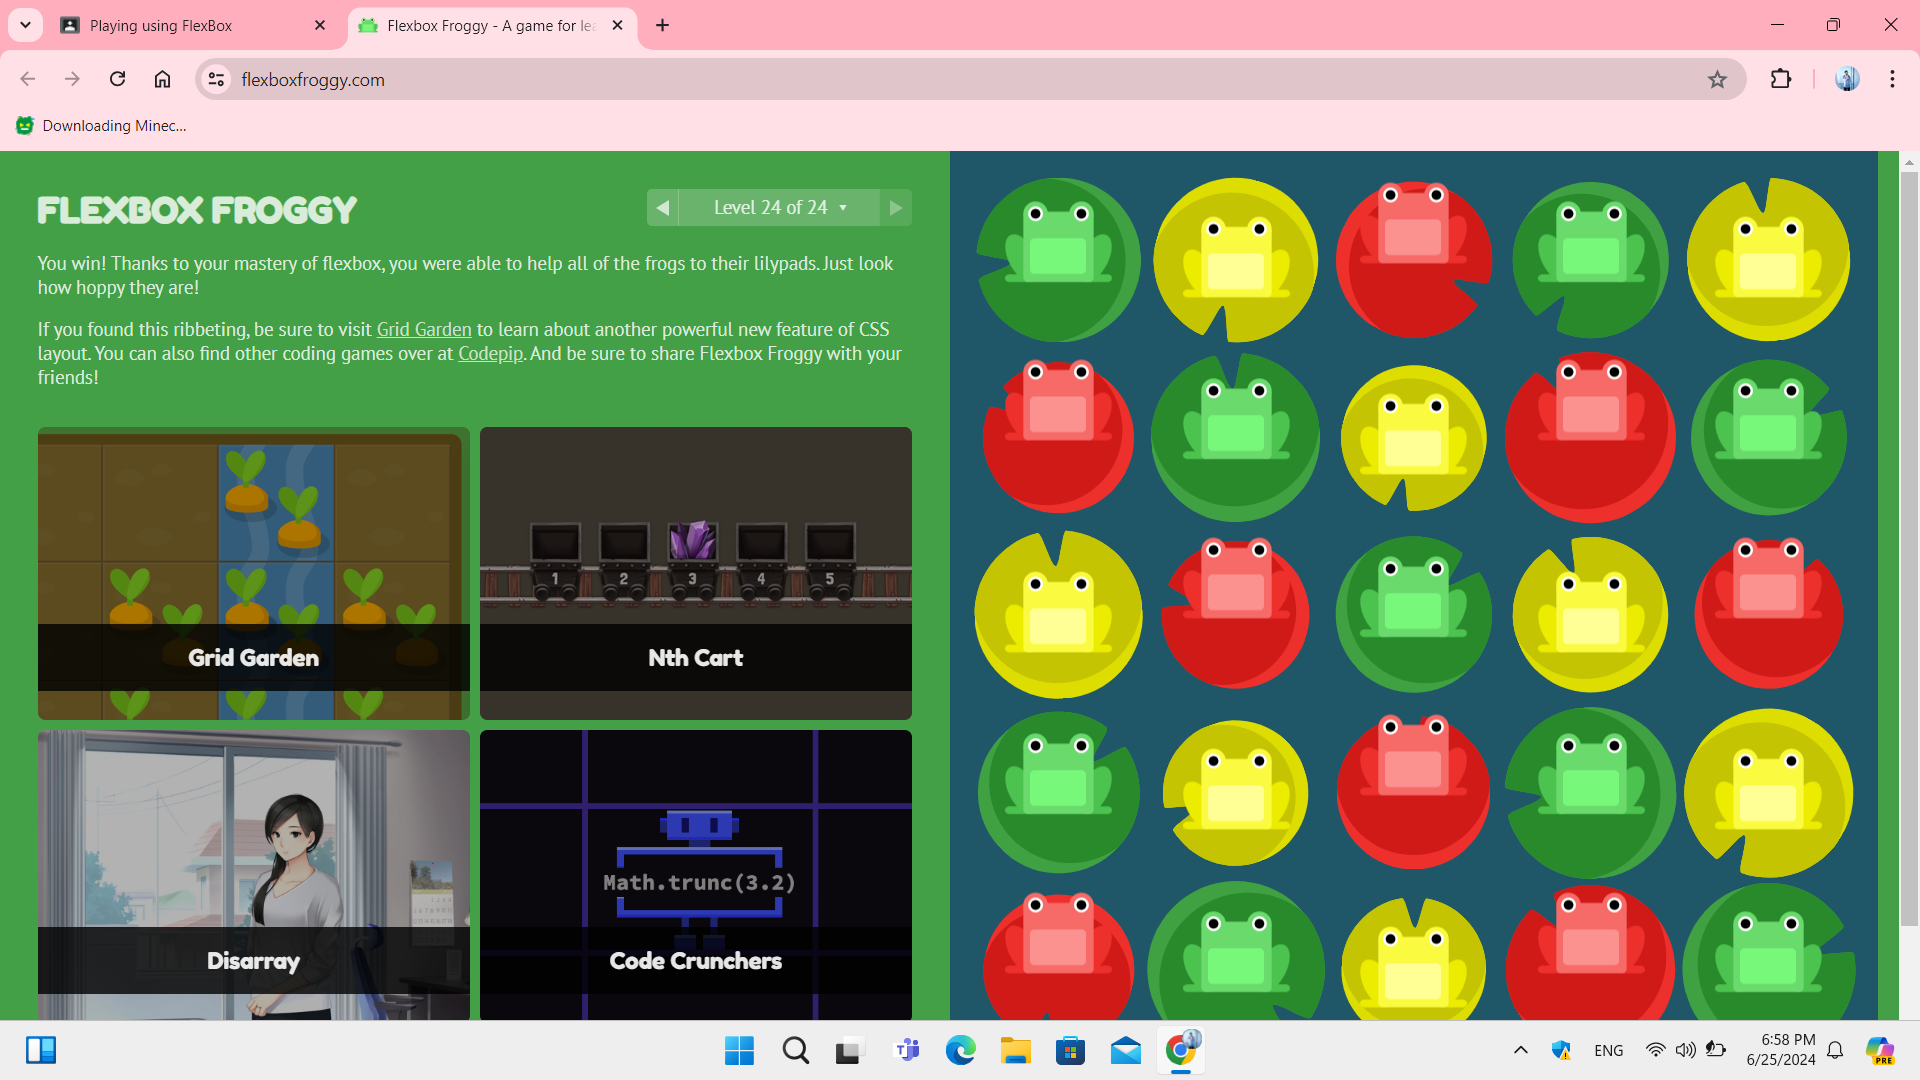 Playing using FlexBox
Flexbox Froggy - A game for lea
flexboxfroggy.com
Downloading Minec...
FLEXBOX FROGGY
Level 24 of 24
You win! Thanks to your mastery of flexbox, you were able to help all of the frogs to their lilypads. Just look
how hoppy they are!
If you found this ribbeting, be sure to visit Grid Garden to learn about another powerful new feature of CSS
layout. You can also find other coding games over at Codepip. And be sure to share Flexbox Froggy with your
friends!
1 2 3 4 5
Grid Garden
Nth Cart
Math.trunc(3.2)
Disarray
Code Crunchers
ENG
6:58 PM
6/25/2024
PRE